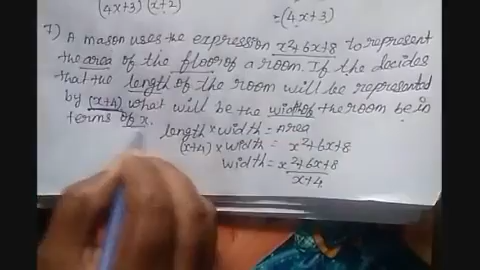 (4x+3) (x+2)
=(4x+3)
7) A mason uses the expression x²+6x+8 to represent
the area of the floor of a room. If the decides
that the length of the room will be represented
by (x+4) what will be the width of the room be in
terms of x.
length × width = Area
(x+4) × width = x²+6x+8
width = x²+6x+8
x+4